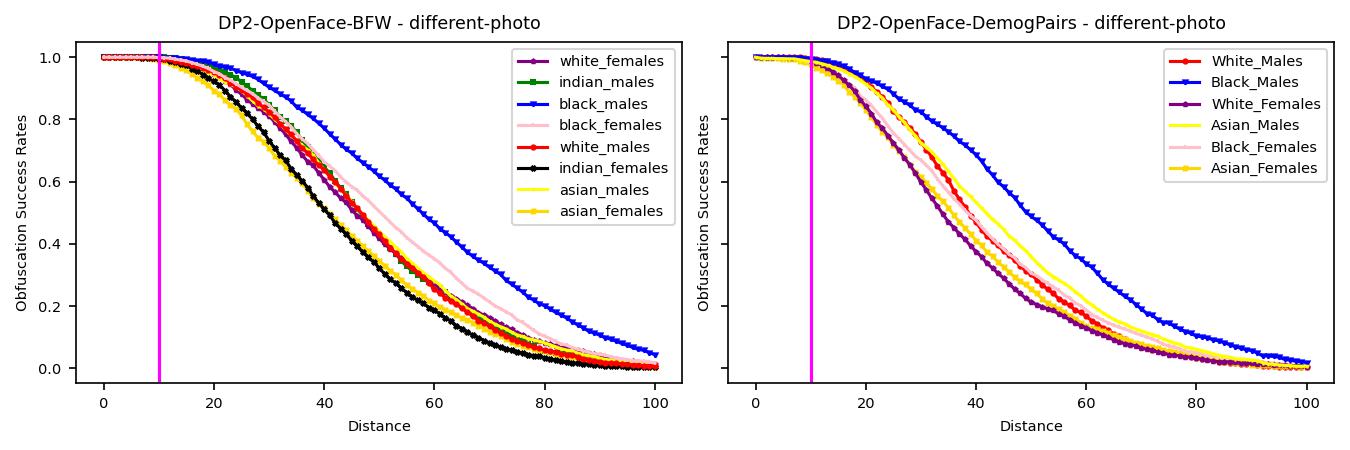 DP2-OpenFace-BFW - different-photo
Obfuscation Success Rates
1.0
0.8
0.6
0.4
0.2
0.0
0
20
40
60
80
100
Distance
white_females
indian_males
black_males
black_females
white_males
indian_females
asian_males
asian_females
DP2-OpenFace-DemogPairs - different-photo
Obfuscation Success Rates
0
20
40
60
80
100
Distance
White_Males
Black_Males
White_Females
Asian_Males
Black_Females
Asian_Females